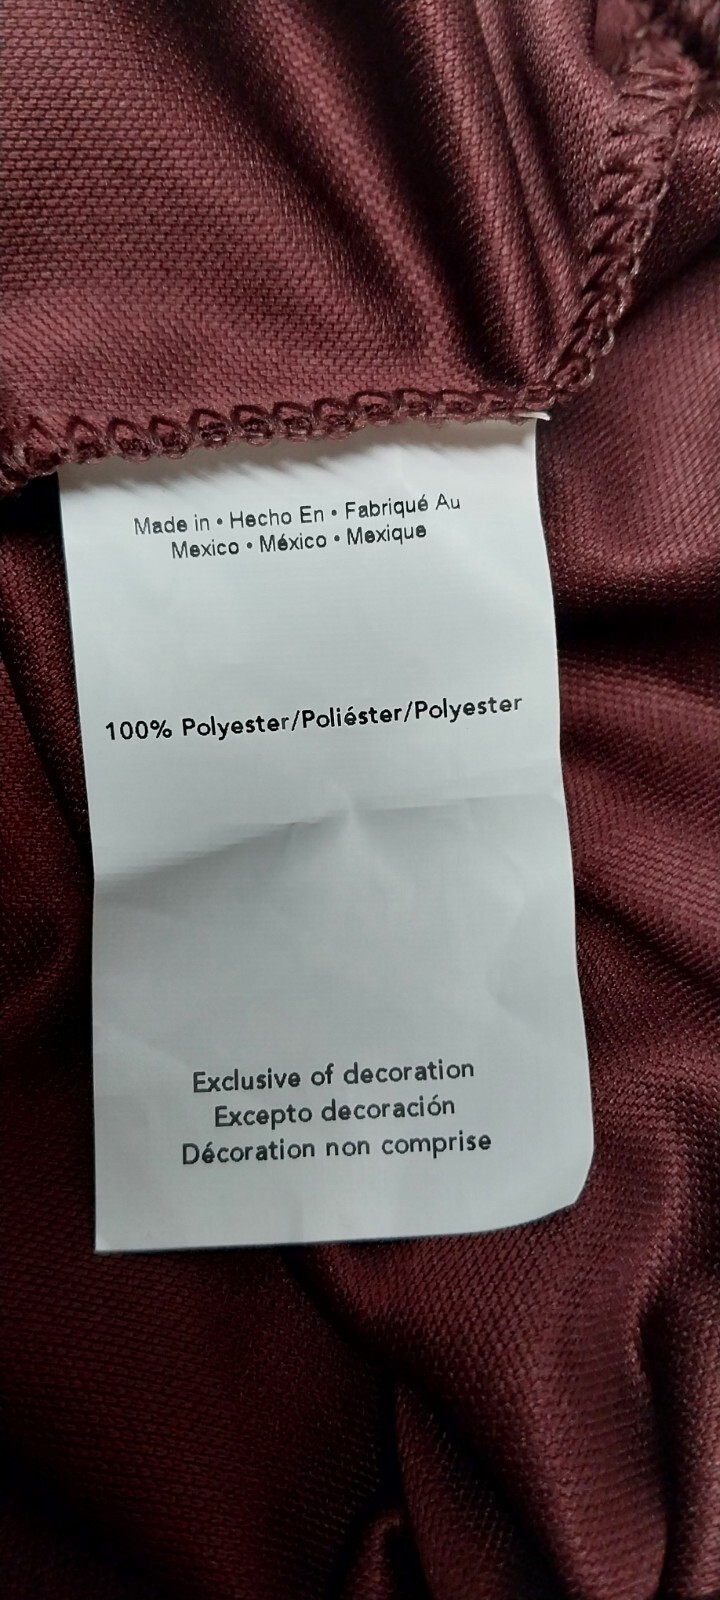 Made in • Hecho En • Fabriqué Au
Mexico • México • Mexique
100% Polyester/Poliéster/Polyester
Exclusive of decoration
Excepto decoración
Décoration non comprise